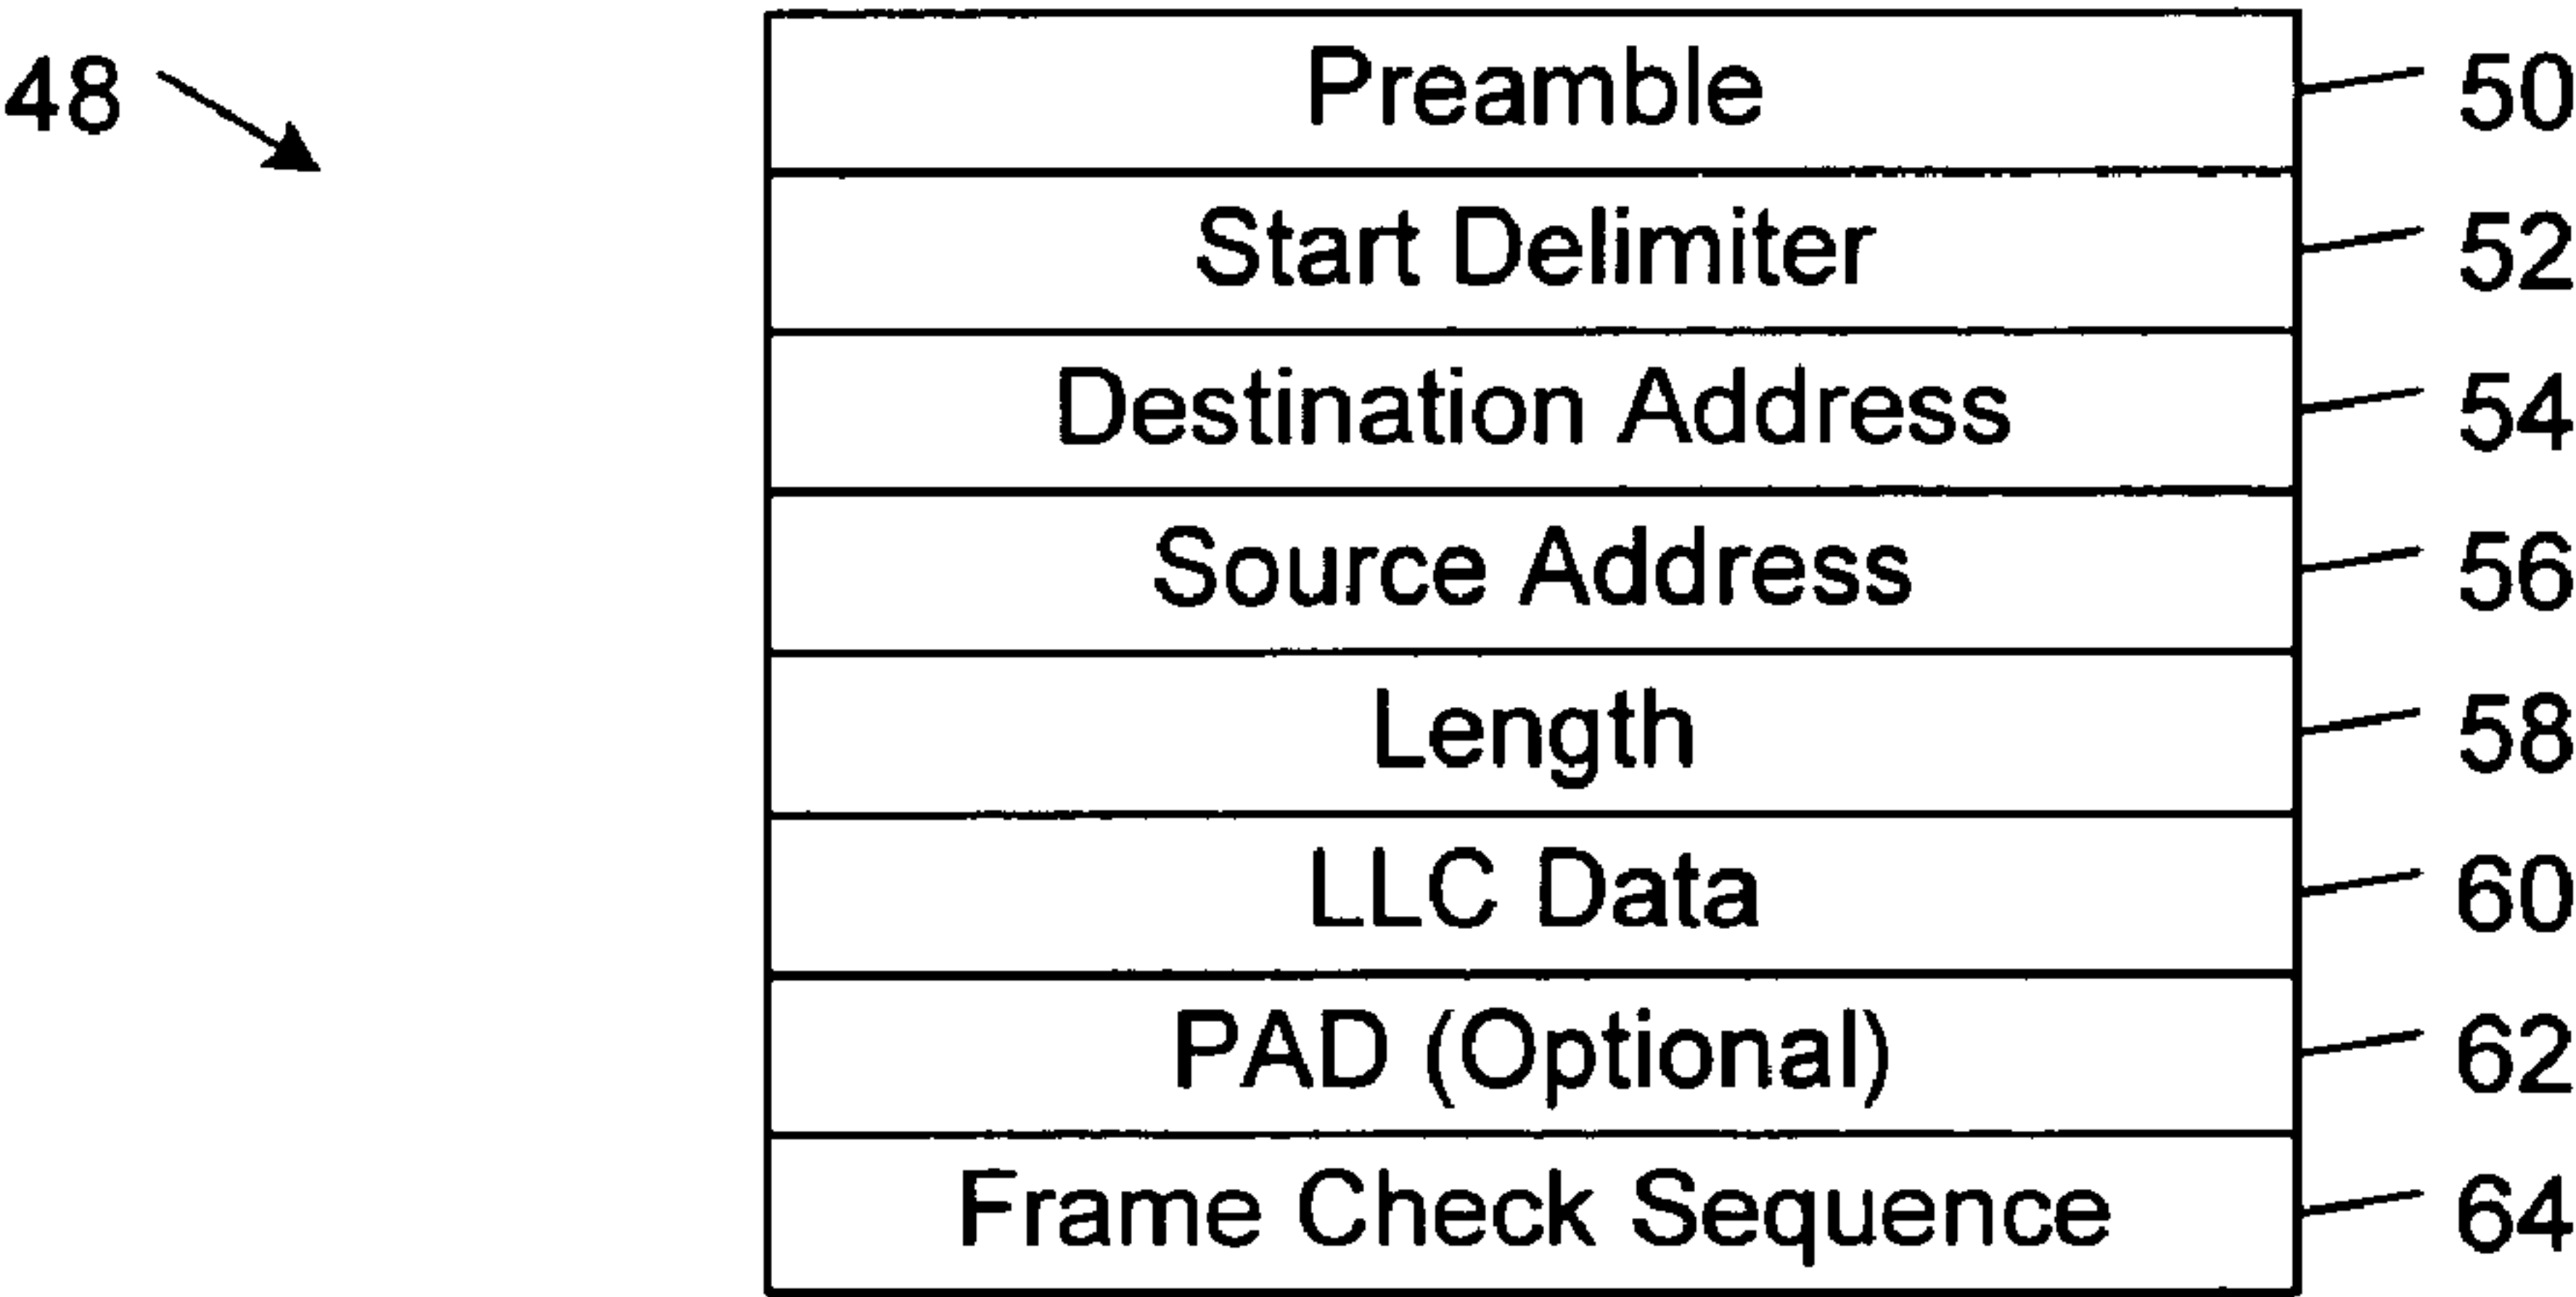 48
Preamble 50
Start Delimiter 52
Destination Address 54
Source Address 56
Length 58
LLC Data 60
PAD (Optional) 62
Frame Check Sequence 64